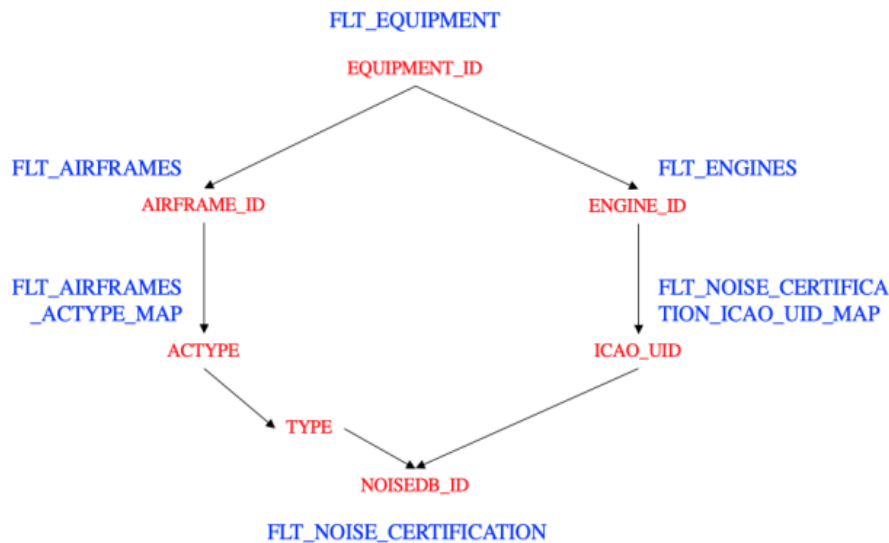 FLT_EQUIPMENT
EQUIPMENT_ID
FLT_AIRFRAMES
FLT_ENGINES
AIRFRAME_ID
ENGINE_ID
FLT_AIRFRAMES
_ACTYPE_MAP
FLT_NOISE_CERTIFICA
TION_ICAO_UID_MAP
ACTYPE
ICAO_UID
TYPE
NOISEDB_ID
FLT_NOISE_CERTIFICATION